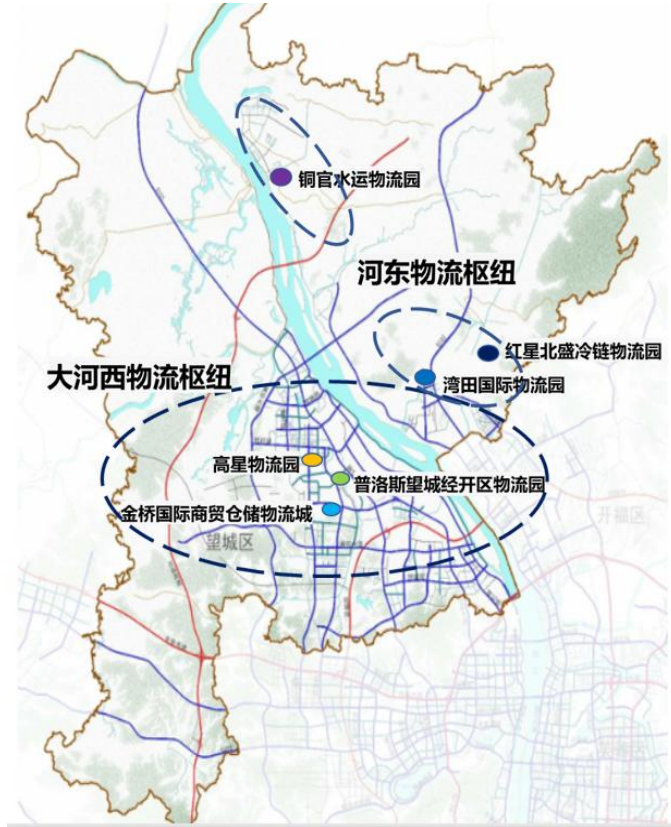 铜官水运物流园
河东物流枢纽
红星北盛冷链物流园
湾田国际物流园
大河西物流枢纽
高星物流园
普洛斯望城经开区物流园
金桥国际商贸仓储物流城
望城区
开福区